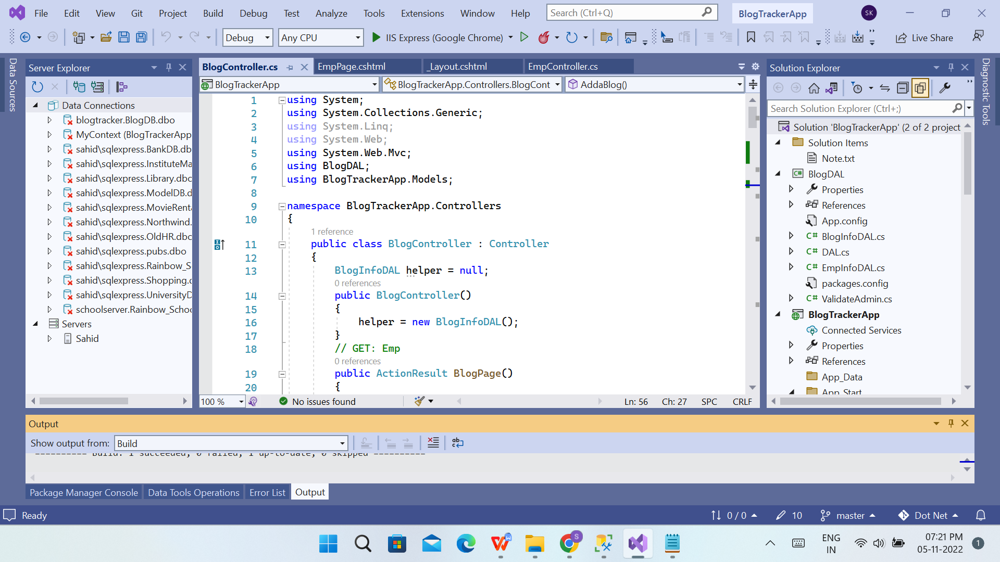 File Edit View Git Project Build Debug Test Analyze Tools Extensions Window Help Search (Ctrl+Q) BlogTrackerApp SK
Debug Any CPU IIS Express (Google Chrome) Live Share
Data Sources
Server Explorer
Data Connections
blogtracker.BlogDB.dbo
MyContext (BlogTrackerApp
sahid\sqlexpress.BankDB.db
sahid\sqlexpress.InstituteMa
sahid\sqlexpress.Library.dbo
sahid\sqlexpress.ModelDB.d
sahid\sqlexpress.MovieRenta
sahid\sqlexpress.Northwind.
sahid\sqlexpress.OldHR.dbo
sahid\sqlexpress.pubs.dbo
sahid\sqlexpress.Rainbow_S
sahid\sqlexpress.Shopping.d
sahid\sqlexpress.UniversityD
schoolserver.Rainbow_Schoo
Servers
Sahid
BlogController.cs EmpPage.cshtml _Layout.cshtml EmpController.cs
BlogTrackerApp BlogTrackerApp.Controllers.BlogCont AddaBlog()
1 using System;
2 using System.Collections.Generic;
3 using System.Linq;
4 using System.Web;
5 using System.Web.Mvc;
6 using BlogDAL;
7 using BlogTrackerApp.Models;
8
9 namespace BlogTrackerApp.Controllers
10 {
1 reference
11 public class BlogController : Controller
12 {
13 BlogInfoDAL helper = null;
0 references
14 public BlogController()
15 {
16 helper = new BlogInfoDAL();
17 }
18 // GET: Emp
0 references
19 public ActionResult BlogPage()
20 {
100 % No issues found Ln: 56 Ch: 27 SPC CRLF
Solution Explorer
Search Solution Explorer (Ctrl+;)
Solution 'BlogTrackerApp' (2 of 2 project
Solution Items
Note.txt
BlogDAL
Properties
References
App.config
BlogInfoDAL.cs
DAL.cs
EmpInfoDAL.cs
packages.config
ValidateAdmin.cs
BlogTrackerApp
Connected Services
Properties
References
App_Data
App_Start
Diagnostic Tools
Output
Show output from: Build
========== Build: 1 succeeded, 0 failed, 1 up-to-date, 0 skipped ==========
Package Manager Console Data Tools Operations Error List Output
Ready 0 / 0 10 master Dot Net
ENG
IN
07:21 PM
05-11-2022
1